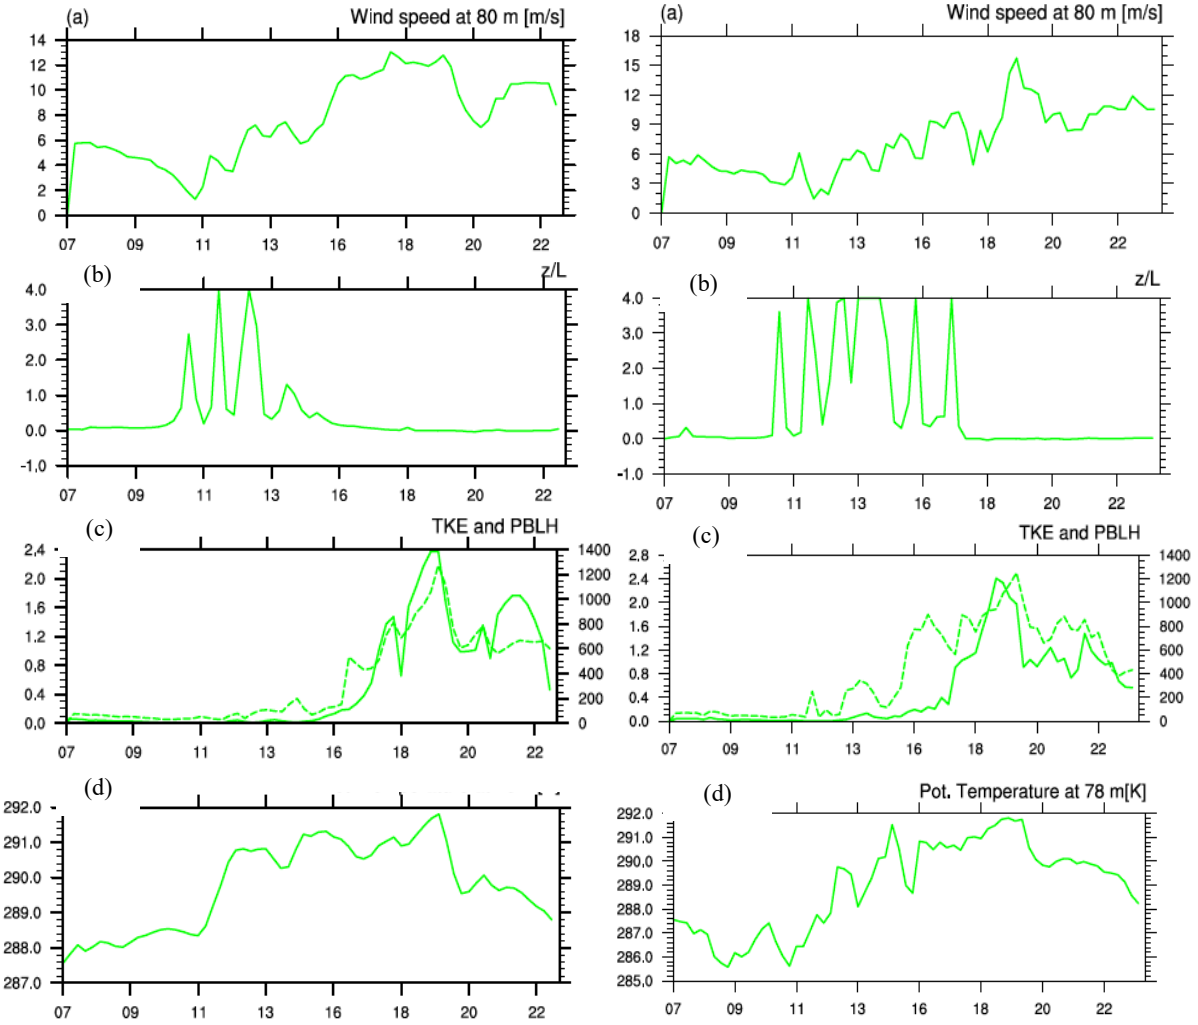 (a)
Wind speed at 80 m [m/s]
14
12
10
8
6
4
2
0
07 09 11 13 16 18 20 22
(b)
z/L
4.0
3.0
2.0
1.0
0.0
-1.0
07 09 11 13 16 18 20 22
(c)
TKE and PBLH
2.4 1400
2.0 1200
1.6 1000
1.2 800
0.8 600
0.4 400
0.0 200
0
07 09 11 13 16 18 20 22
(d)
292.0
291.0
290.0
289.0
288.0
287.0
07 09 11 13 16 18 20 22
(a)
Wind speed at 80 m [m/s]
18
15
12
9
6
3
0
07 09 11 13 16 18 20 22
(b)
z/L
4.0
3.0
2.0
1.0
0.0
-1.0
07 09 11 13 16 18 20 22
(c)
TKE and PBLH
2.8 1400
2.4 1200
2.0 1000
1.6 800
1.2 600
0.8 400
0.4 200
0.0 0
07 09 11 13 16 18 20 22
(d)
Pot. Temperature at 78 m[K]
292.0
291.0
290.0
289.0
288.0
287.0
286.0
285.0
07 09 11 13 16 18 20 22